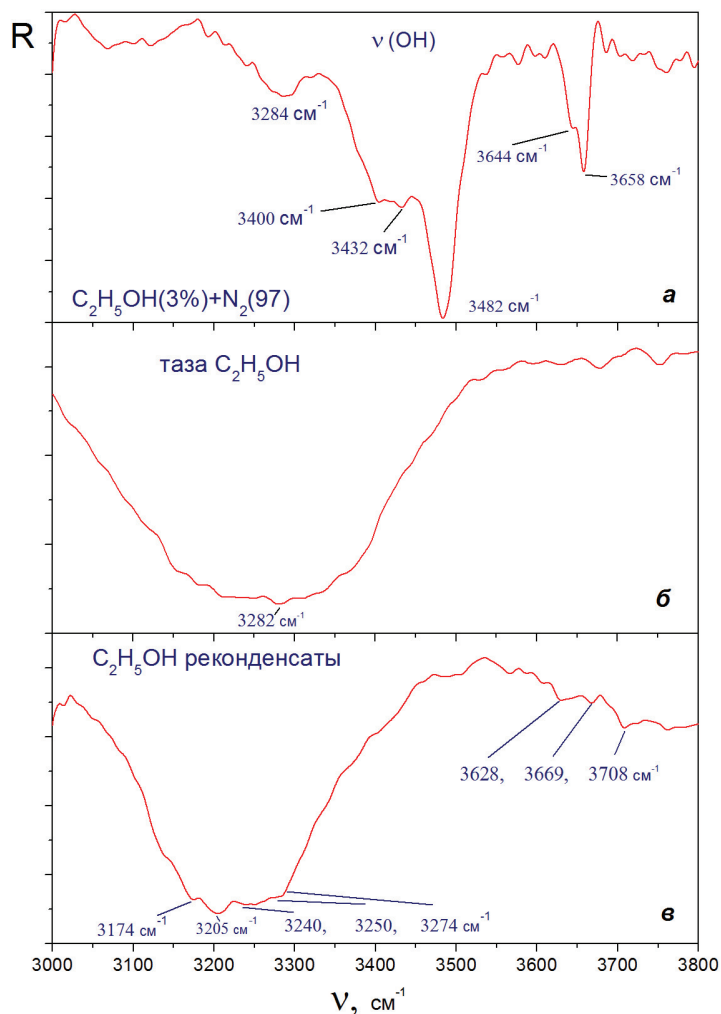 R
ν (OH)
3284 см⁻¹
3644 см⁻¹
3658 см⁻¹
3400 см⁻¹
3432 см⁻¹
3482 см⁻¹
C₂H₅OH(3%)+N₂(97)
а
таза C₂H₅OH
3282 см⁻¹
б
C₂H₅OH реконденсаты
3628, 3669, 3708 см⁻¹
3174 см⁻¹ 3205 см⁻¹ 3240, 3250, 3274 см⁻¹
в
3000 3100 3200 3300 3400 3500 3600 3700 3800
ν, см⁻¹